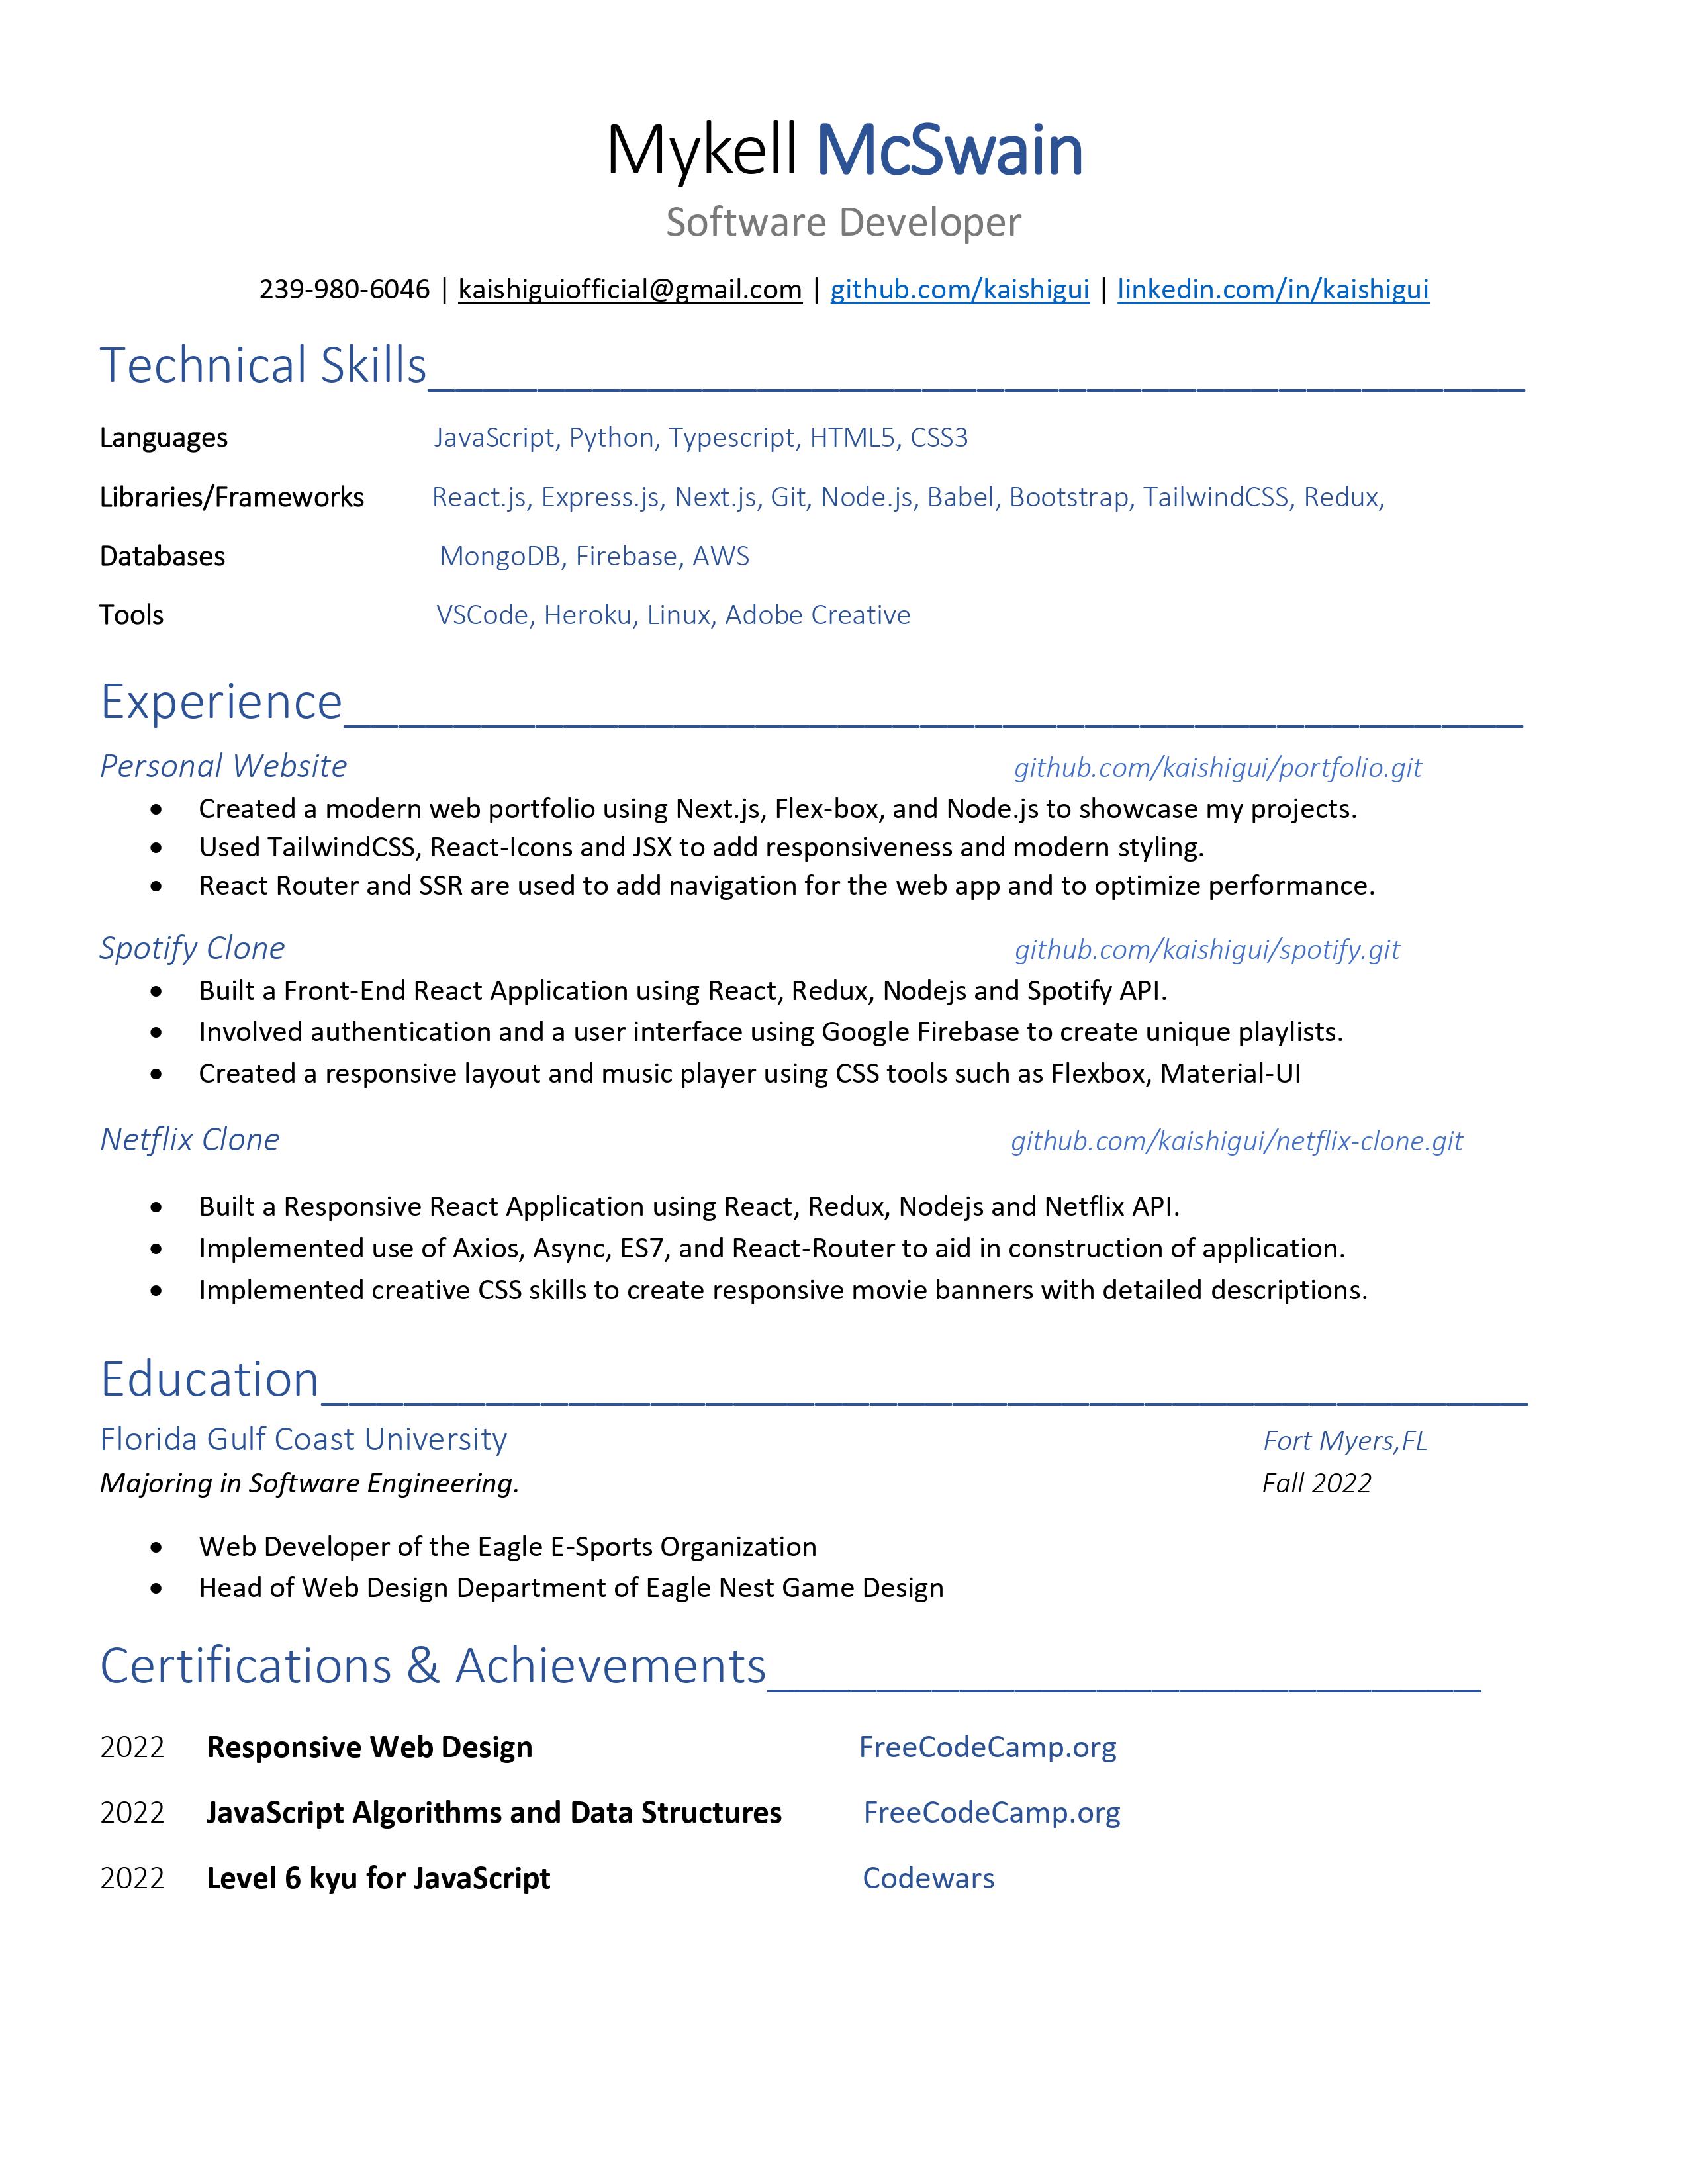 Mykell McSwain
Software Developer
239-980-6046 | kaishiguiofficial@gmail.com | github.com/kaishigui | linkedin.com/in/kaishigui
Technical Skills
Languages JavaScript, Python, Typescript, HTML5, CSS3
Libraries/Frameworks React.js, Express.js, Next.js, Git, Node.js, Babel, Bootstrap, TailwindCSS, Redux,
Databases MongoDB, Firebase, AWS
Tools VSCode, Heroku, Linux, Adobe Creative
Experience
Personal Website github.com/kaishigui/portfolio.git
• Created a modern web portfolio using Next.js, Flex-box, and Node.js to showcase my projects.
• Used TailwindCSS, React-Icons and JSX to add responsiveness and modern styling.
• React Router and SSR are used to add navigation for the web app and to optimize performance.
Spotify Clone github.com/kaishigui/spotify.git
• Built a Front-End React Application using React, Redux, Nodejs and Spotify API.
• Involved authentication and a user interface using Google Firebase to create unique playlists.
• Created a responsive layout and music player using CSS tools such as Flexbox, Material-UI
Netflix Clone github.com/kaishigui/netflix-clone.git
• Built a Responsive React Application using React, Redux, Nodejs and Netflix API.
• Implemented use of Axios, Async, ES7, and React-Router to aid in construction of application.
• Implemented creative CSS skills to create responsive movie banners with detailed descriptions.
Education
Florida Gulf Coast University Fort Myers,FL
Majoring in Software Engineering. Fall 2022
• Web Developer of the Eagle E-Sports Organization
• Head of Web Design Department of Eagle Nest Game Design
Certifications & Achievements
2022 Responsive Web Design FreeCodeCamp.org
2022 JavaScript Algorithms and Data Structures FreeCodeCamp.org
2022 Level 6 kyu for JavaScript Codewars